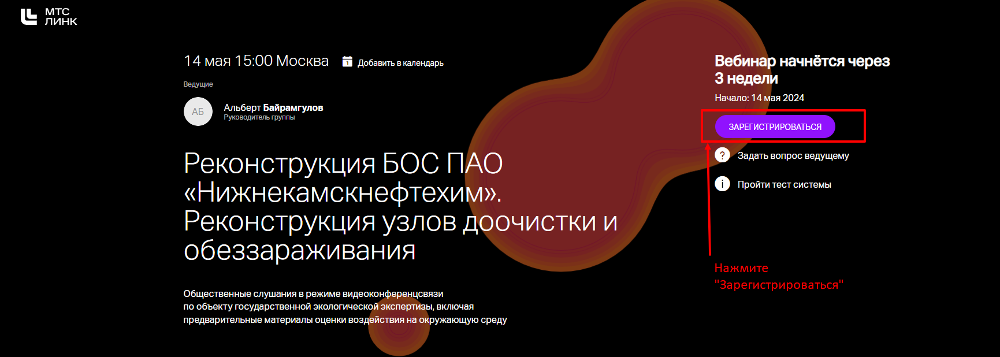 МТС
ЛИНК
14 мая 15:00 Москва
1
Добавить в календарь
Ведущие
АБ
Альберт Байрамгулов
Руководитель группы
Реконструкция БОС ПАО
«Нижнекамскнефтехим».
Реконструкция узлов доочистки и
обеззараживания
Общественные слушания в режиме видеоконференцсвязи
по объекту государственной экологической экспертизы, включая
предварительные материалы оценки воздействия на окружающую среду
Вебинар начнётся через
3 недели
Начало: 14 мая 2024
ЗАРЕГИСТРИРОВАТЬСЯ
? Задать вопрос ведущему
i Пройти тест системы
Нажмите
"Зарегистрироваться"